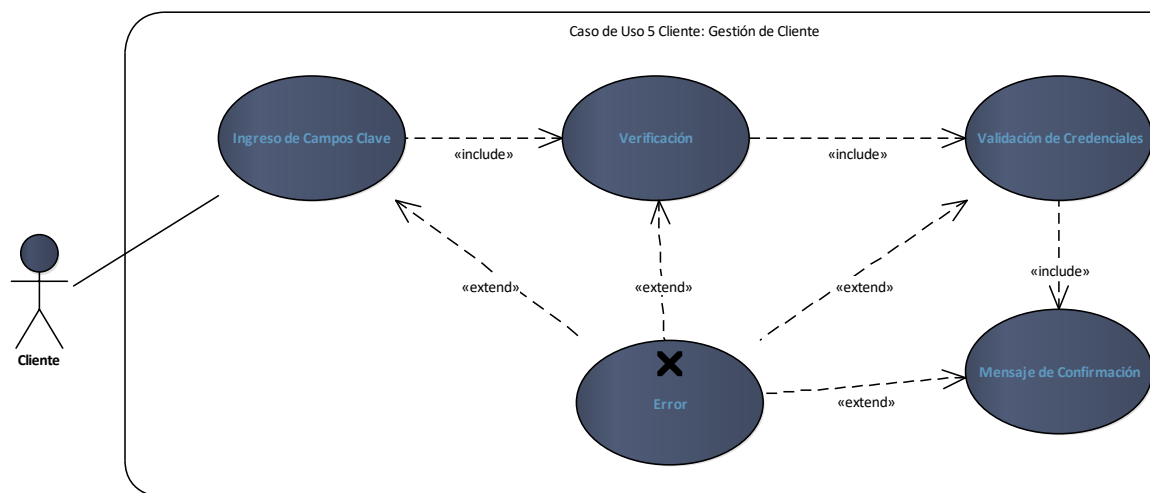 Caso de Uso 5 Cliente: Gestión de Cliente
Ingreso de Campos Clave
Verificación
Validación de Credenciales
«include»
«include»
«include»
«extend»
«extend»
«extend»
Cliente
Error
«extend»
Mensaje de Confirmación